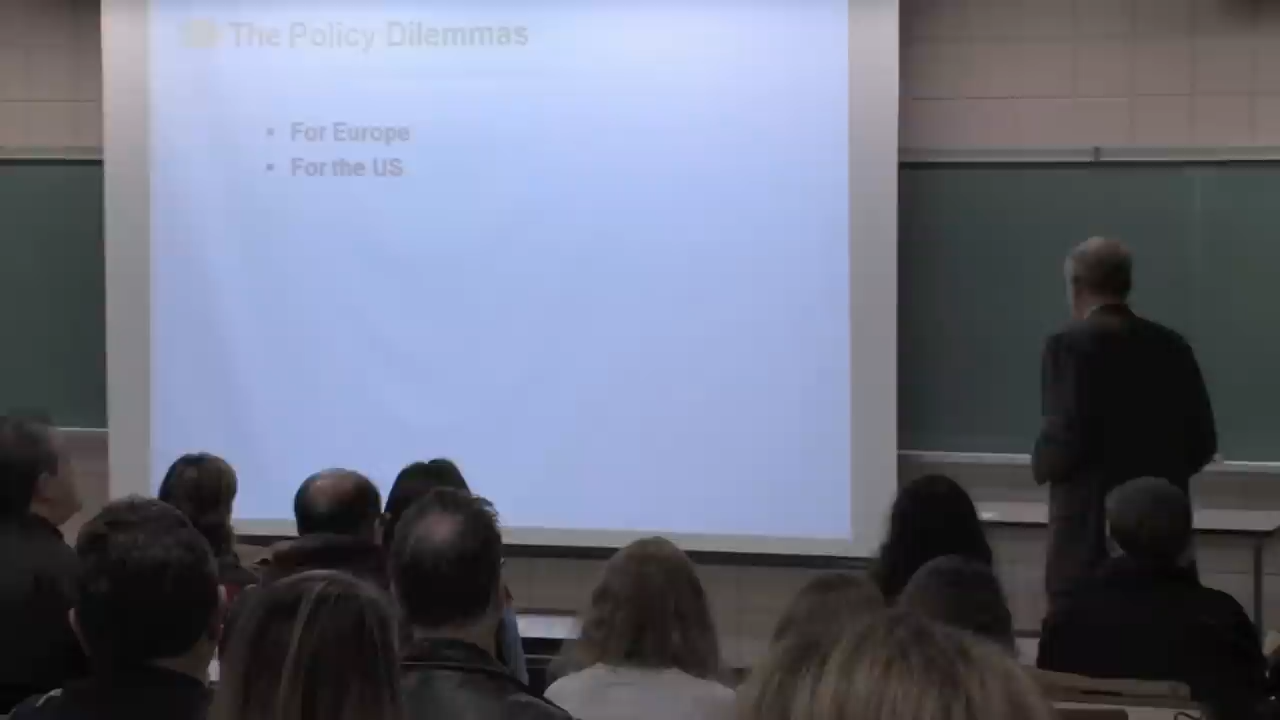 The Policy Dilemmas
• For Europe
• For the US